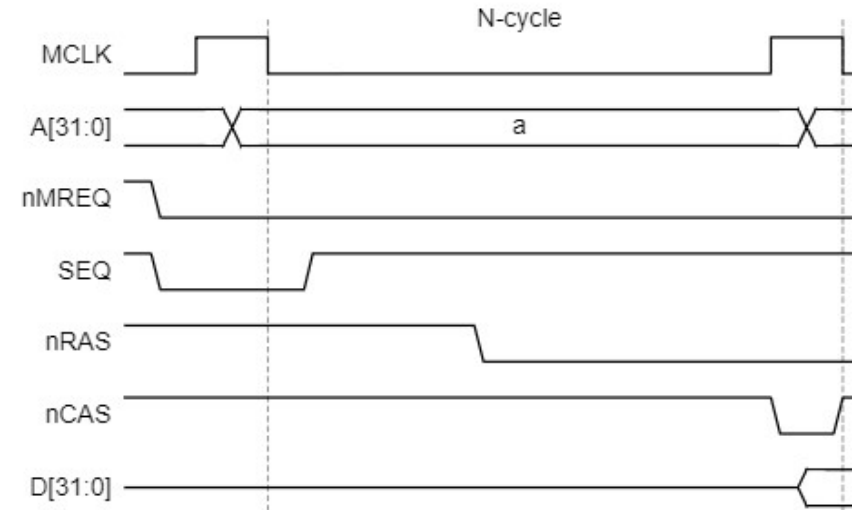 N-cycle
MCLK
A[31:0]
a
nMREQ
SEQ
nRAS
nCAS
D[31:0]